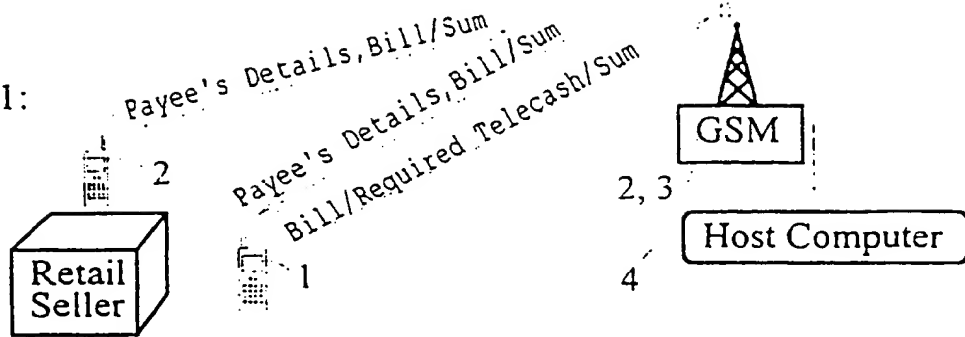 1:
Payee's Details,Bill/Sum
Payee's Details,Bill/Sum
Bill/Required Telecash/Sum
GSM
2
2, 3
Retail
Seller
1
Host Computer
4